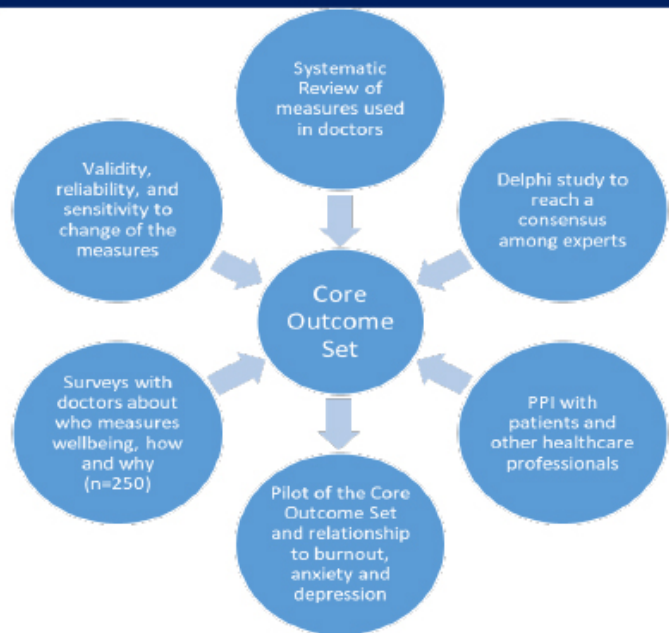 Systematic
Review of
measures used
in doctors
Validity,
reliability, and
sensitivity to
change of the
measures
Delphi study to
reach a
consensus
among experts
Core
Outcome
Set
Surveys with
doctors about
who measures
wellbeing, how
and why
(n=250)
PPI with
patients and
other healthcare
professionals
Pilot of the Core
Outcome Set
and relationship
to burnout,
anxiety and
depression